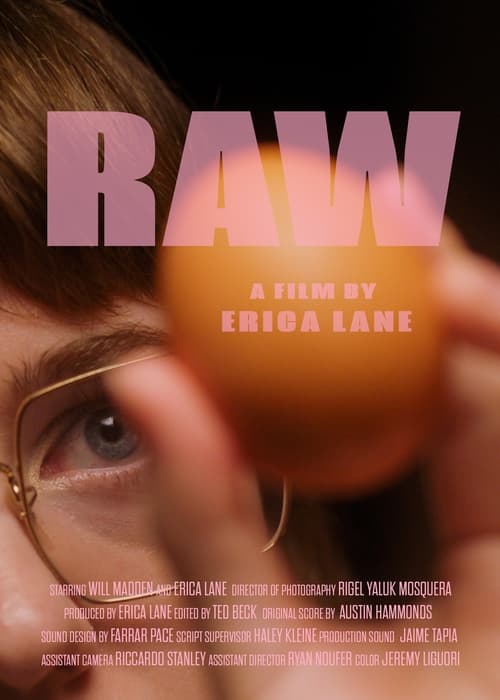 RAW
A FILM BY
ERICA LANE
STARRING WILL MADDEN AND ERICA LANE DIRECTOR OF PHOTOGRAPHY RIGEL YALUK MOSQUERA
PRODUCED BY ERICA LANE EDITED BY TED BECK ORIGINAL SCORE BY AUSTIN HAMMONDS
SOUND DESIGN BY FARRAR PACE SCRIPT SUPERVISOR HALEY KLEINE PRODUCTION SOUND JAIME TAPIA
ASSISTANT CAMERA RICCARDO STANLEY ASSISTANT DIRECTOR RYAN NOUFER COLOR JEREMY LIGUORI